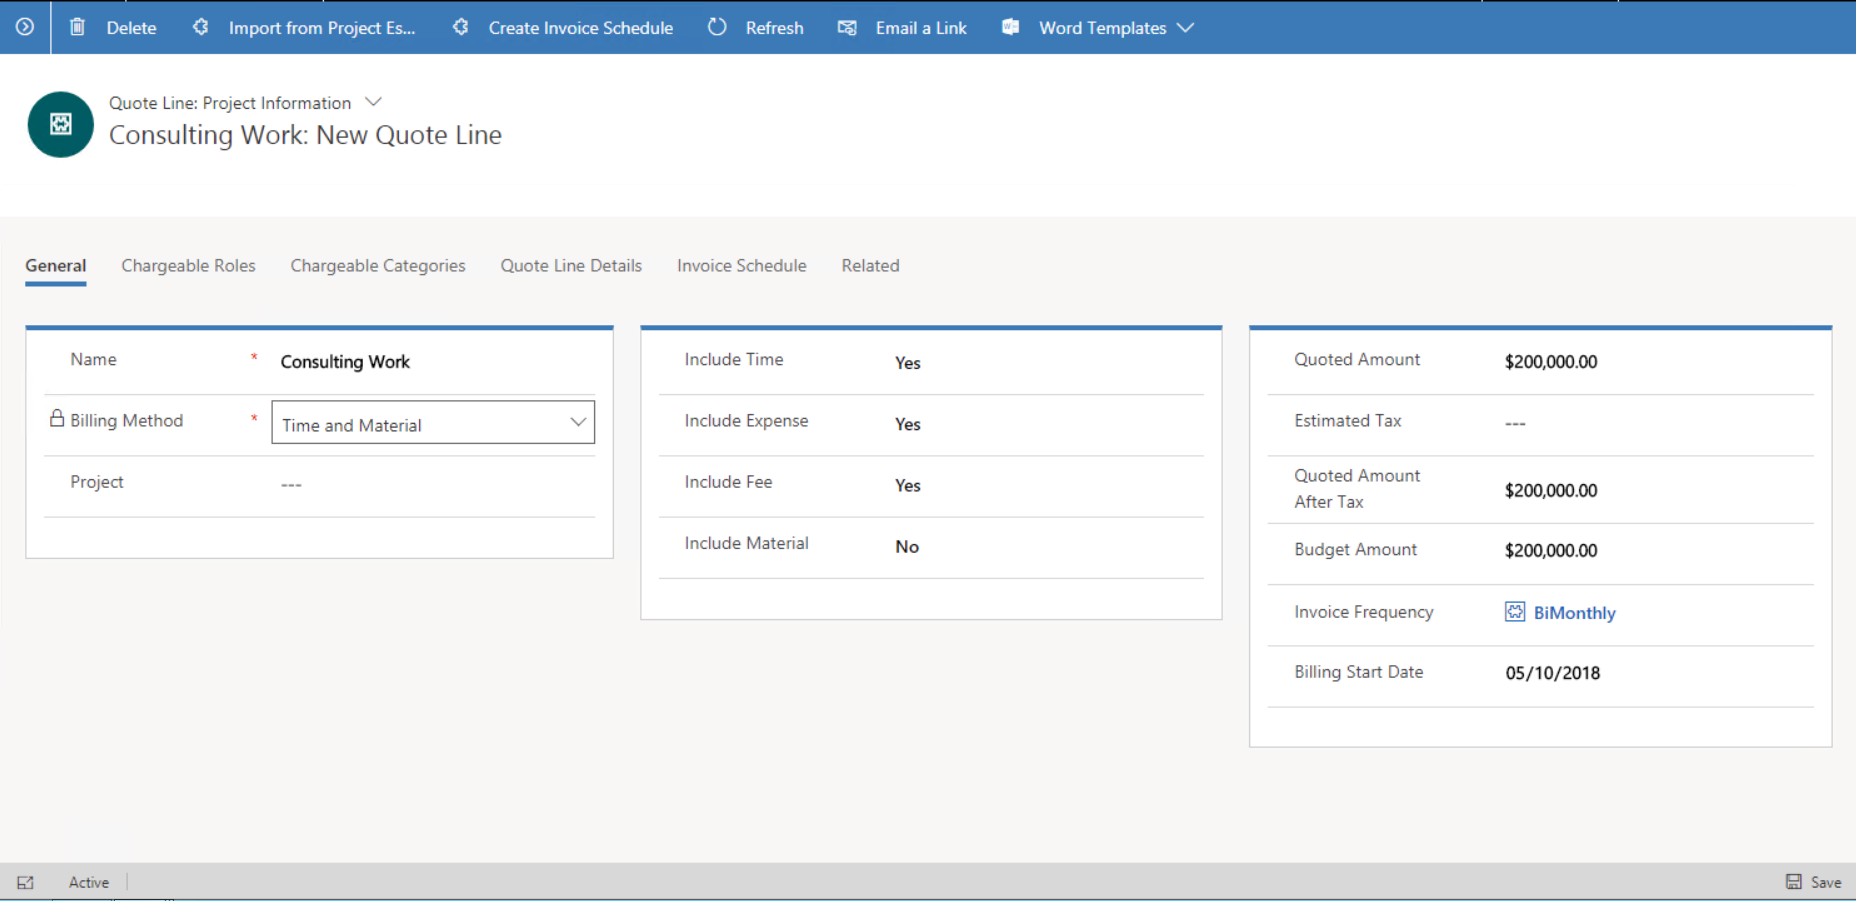 Delete Import from Project Es... Create Invoice Schedule Refresh Email a Link Word Templates
Quote Line: Project Information
Consulting Work: New Quote Line
General Chargeable Roles Chargeable Categories Quote Line Details Invoice Schedule Related
Name * Consulting Work
Billing Method * Time and Material
Project ---
Include Time Yes
Include Expense Yes
Include Fee Yes
Include Material No
Quoted Amount $200,000.00
Estimated Tax ---
Quoted Amount After Tax $200,000.00
Budget Amount $200,000.00
Invoice Frequency BiMonthly
Billing Start Date 05/10/2018
Active Save